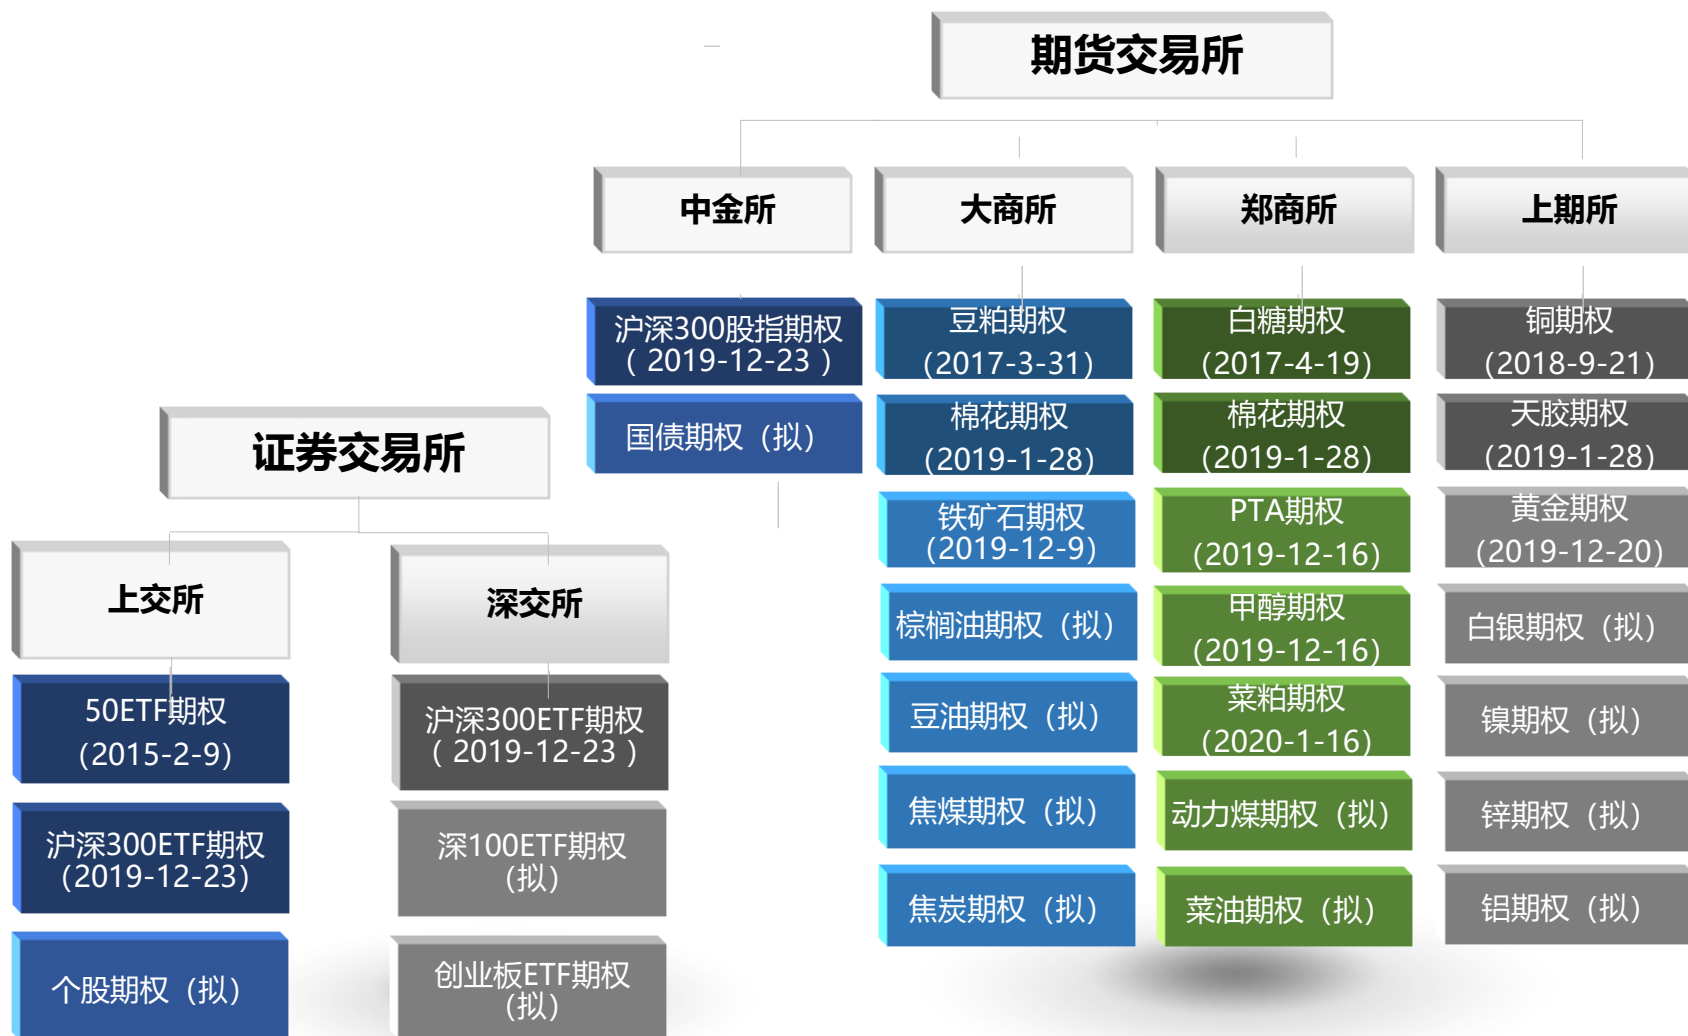 期货交易所
中金所
沪深300股指期权
（ 2019-12-23 ）
国债期权（拟）
大商所
豆粕期权
（2017-3-31）
棉花期权
（2019-1-28）
铁矿石期权
（2019-12-9）
棕榈油期权（拟）
豆油期权（拟）
焦煤期权（拟）
焦炭期权（拟）
郑商所
白糖期权
（2017-4-19）
棉花期权
（2019-1-28）
PTA期权
（2019-12-16）
甲醇期权
（2019-12-16）
菜粕期权
（2020-1-16）
动力煤期权（拟）
菜油期权（拟）
上期所
铜期权
（2018-9-21）
天胶期权
（2019-1-28）
黄金期权
（2019-12-20）
白银期权（拟）
镍期权（拟）
锌期权（拟）
铝期权（拟）
证券交易所
上交所
50ETF期权
（2015-2-9）
沪深300ETF期权
（2019-12-23）
个股期权（拟）
深交所
沪深300ETF期权
（ 2019-12-23 ）
深100ETF期权
（拟）
创业板ETF期权
（拟）